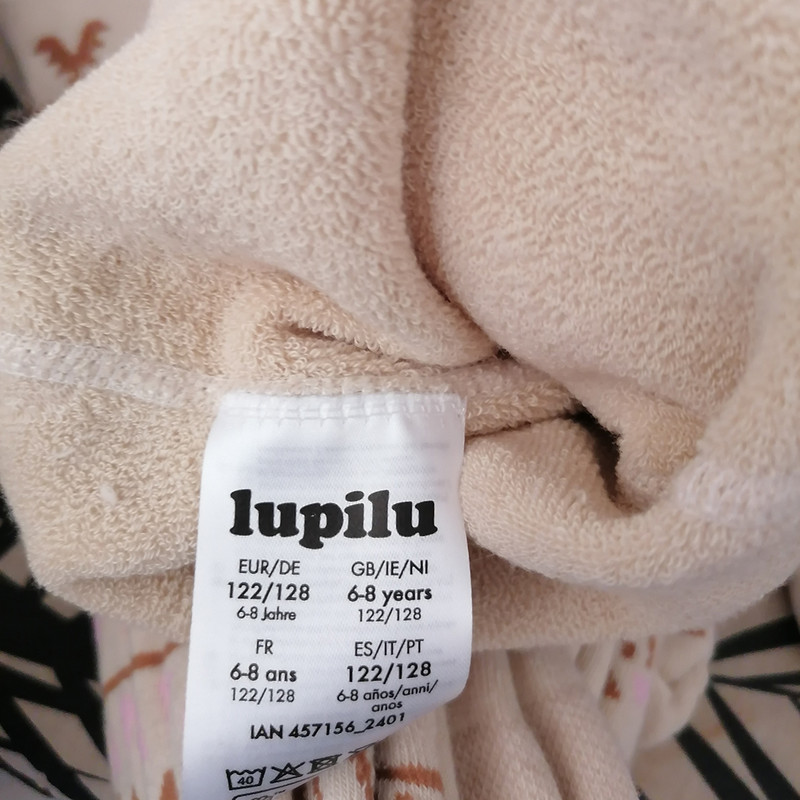 lupilu
EUR/DE GB/IE/NI
122/128 6-8 years
6-8 Jahre 122/128
FR ES/IT/PT
6-8 ans 122/128
122/128 6-8 años/anni/
anos
IAN 457156_2401
40